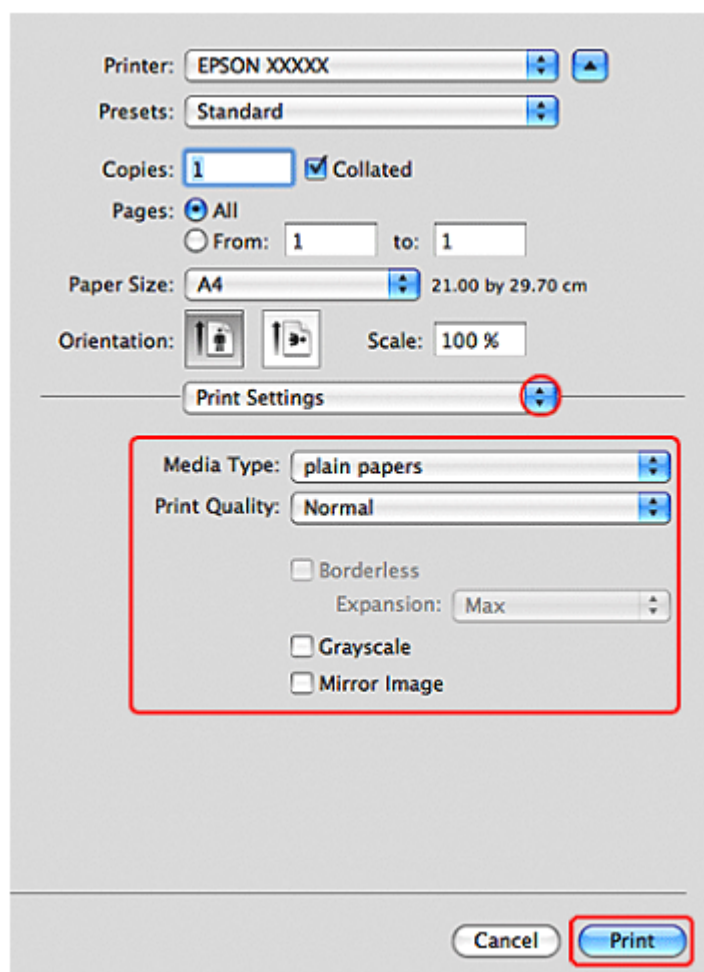 Printer: EPSON XXXXX
Presets: Standard
Copies: 1 Collated
Pages: All
From: 1 to: 1
Paper Size: A4 21.00 by 29.70 cm
Orientation: Scale: 100 %
Print Settings
Media Type: plain papers
Print Quality: Normal
Borderless
Expansion: Max
Grayscale
Mirror Image
Cancel Print